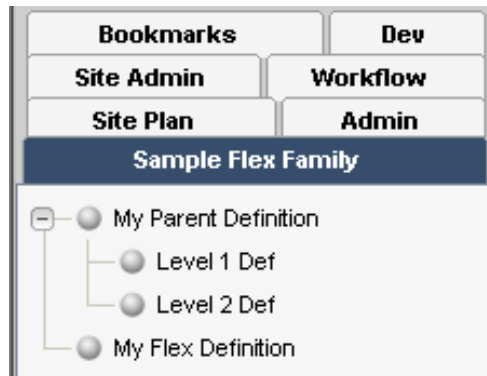 Bookmarks Dev
Site Admin Workflow
Site Plan Admin
Sample Flex Family
My Parent Definition
Level 1 Def
Level 2 Def
My Flex Definition